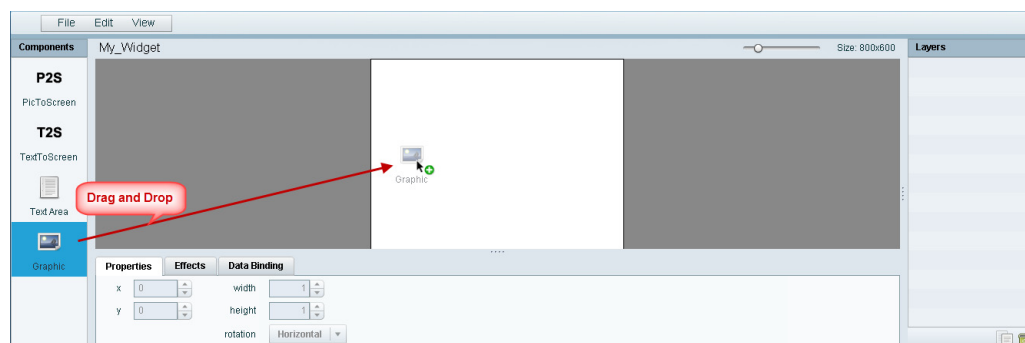 File Edit View
Components My_Widget Size: 800x600 Layers
P2S
PicToScreen
T2S
TextToScreen
Text Area
Drag and Drop
Graphic
Graphic
Properties Effects Data Binding
x 0 width 1
y 0 height 1
rotation Horizontal